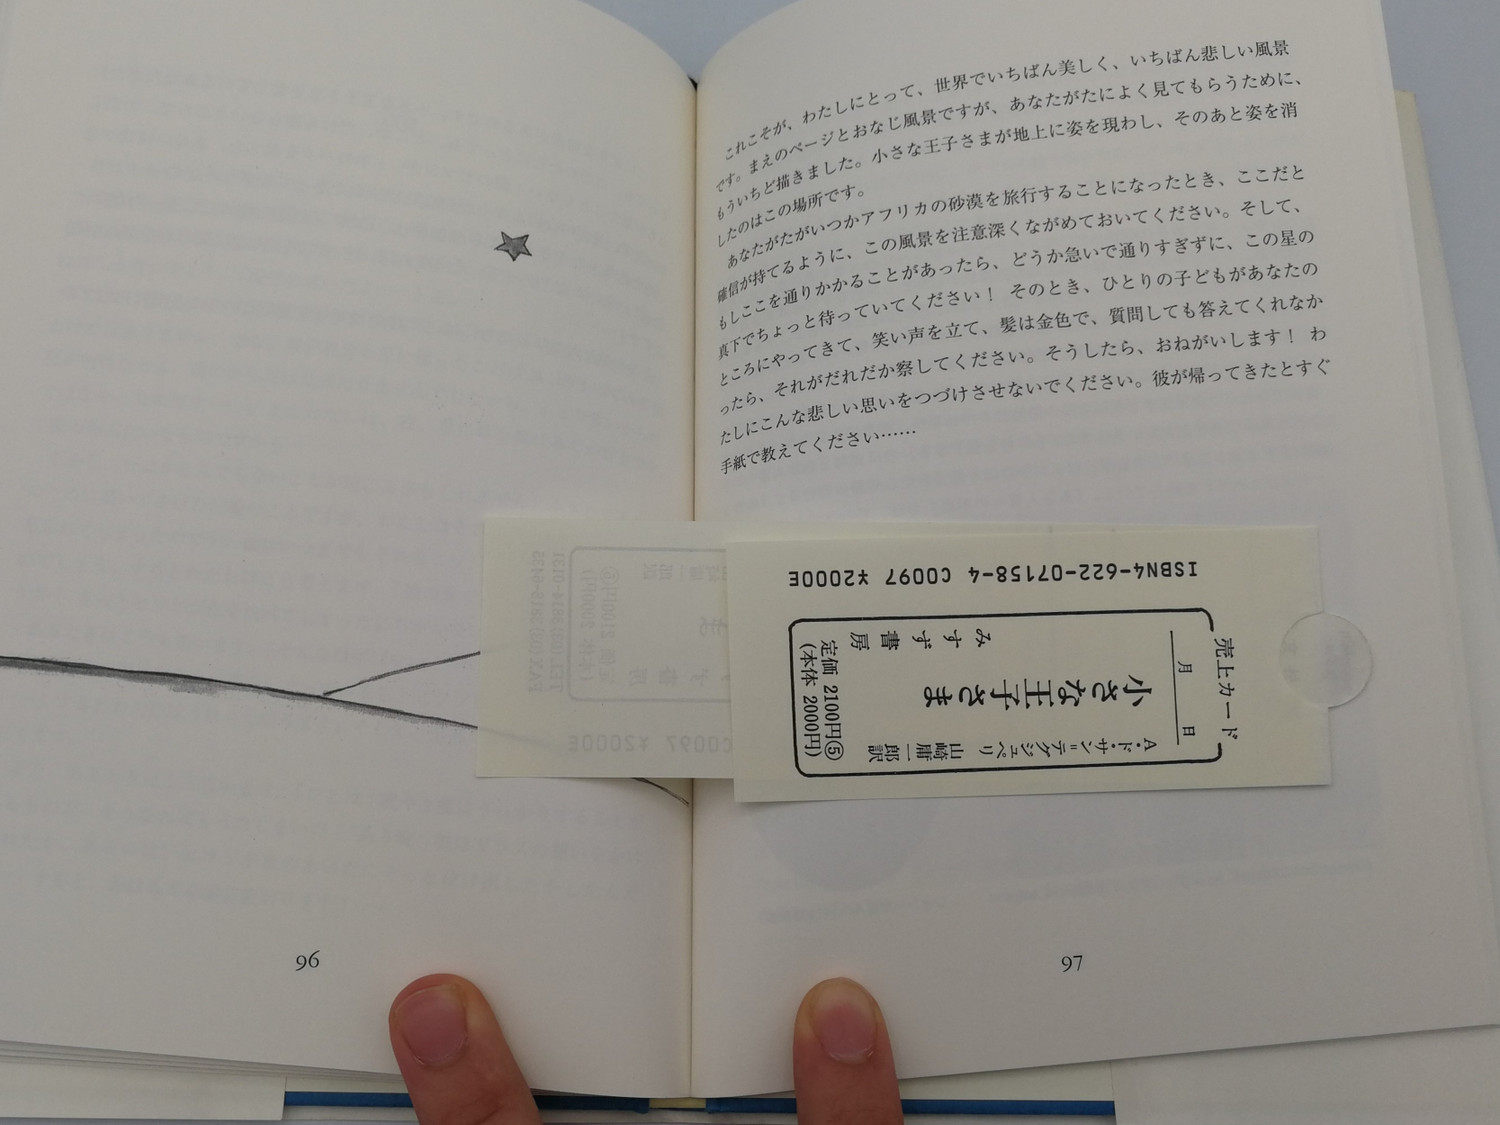 これこそが、わたしにとって、世界でいちばん美しく、いちばん悲しい風景
です。まえのページとおなじ風景ですが、あなたがたによく見てもらうために、
もういちど描きました。小さな王子さまが地上に姿を現わし、そのあと姿を消
したのはこの場所です。
あなたがたがいつかアフリカの砂漠を旅行することになったとき、ここだと
確信が持てるように、この風景を注意深くながめておいてください。そして、
もしここを通りかかることがあったら、どうか急いで通りすぎずに、この星の
真下でちょっと待っていてください！ そのとき、ひとりの子どもがあなたの
ところにやってきて、笑い声を立て、髪は金色で、質問しても答えてくれなか
ったら、それがだれだか察してください。そうしたら、おねがいします！ わ
たしにこんな悲しい思いをつづけさせないでください。彼が帰ってきたとすぐ
手紙で教えてください……
売上カード
月 日
A・ド・サン=テグジュペリ
山崎庸一郎訳
小さな王子さま
みすず書房
定価 2100円⑤
(本体 2000円)
ISBN4-622-07158-4 C0097 ¥2000E
C0097 ¥2000E
96
97